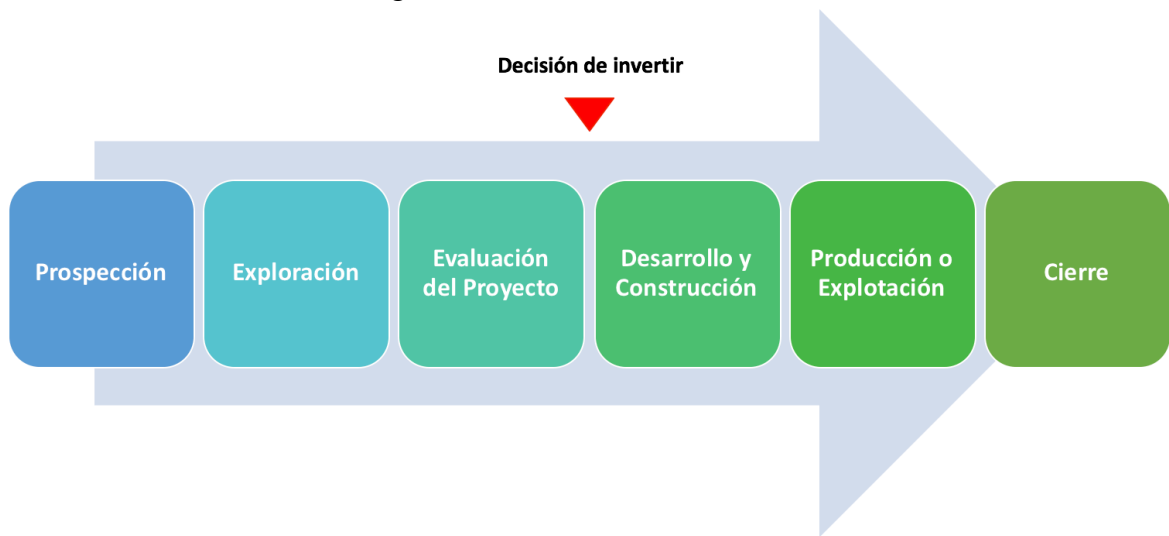 Decisión de invertir
Prospección
Exploración
Evaluación
del Proyecto
Desarrollo y
Construcción
Producción o
Explotación
Cierre